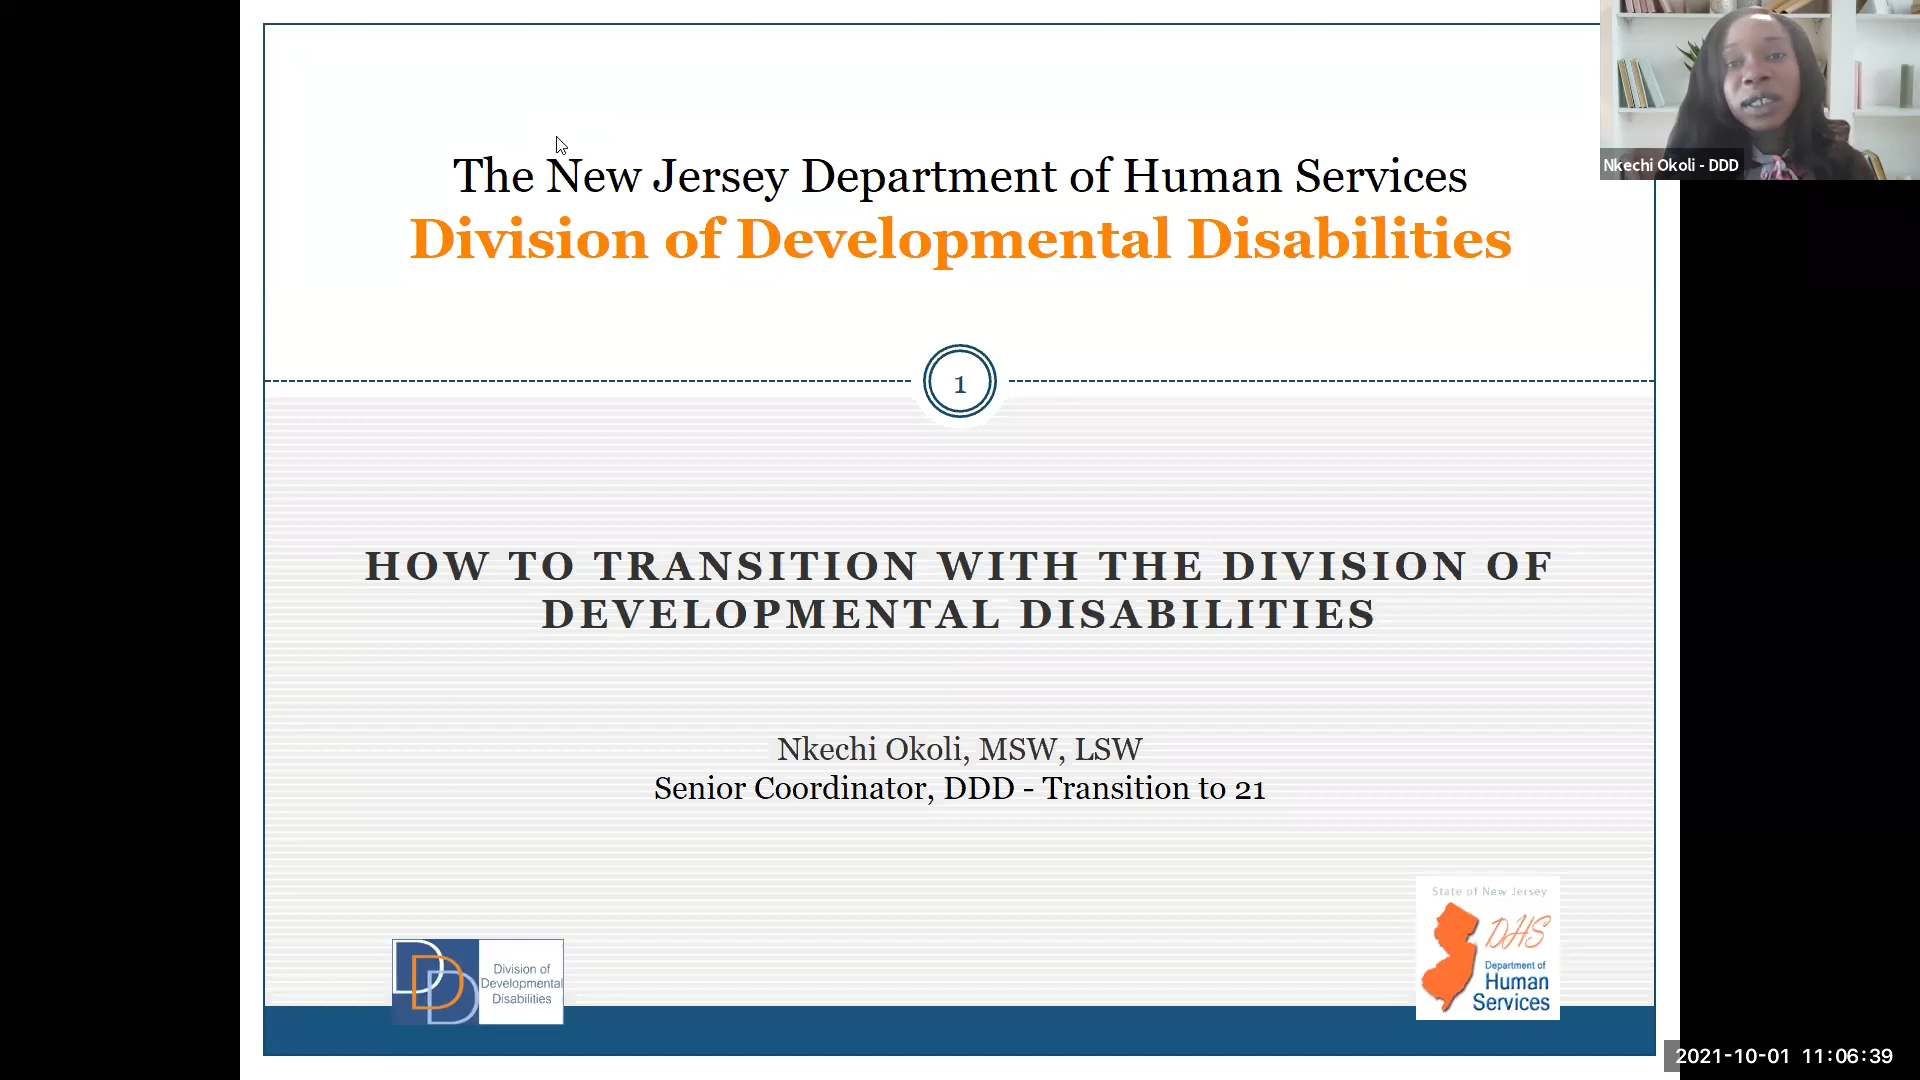 The New Jersey Department of Human Services
Division of Developmental Disabilities
Nkechi Okoli - DDD
1
HOW TO TRANSITION WITH THE DIVISION OF
DEVELOPMENTAL DISABILITIES
Nkechi Okoli, MSW, LSW
Senior Coordinator, DDD - Transition to 21
DDD
Division of
Developmental
Disabilities
State of New Jersey
DHS
Department of
Human
Services
2021-10-01 11:06:39